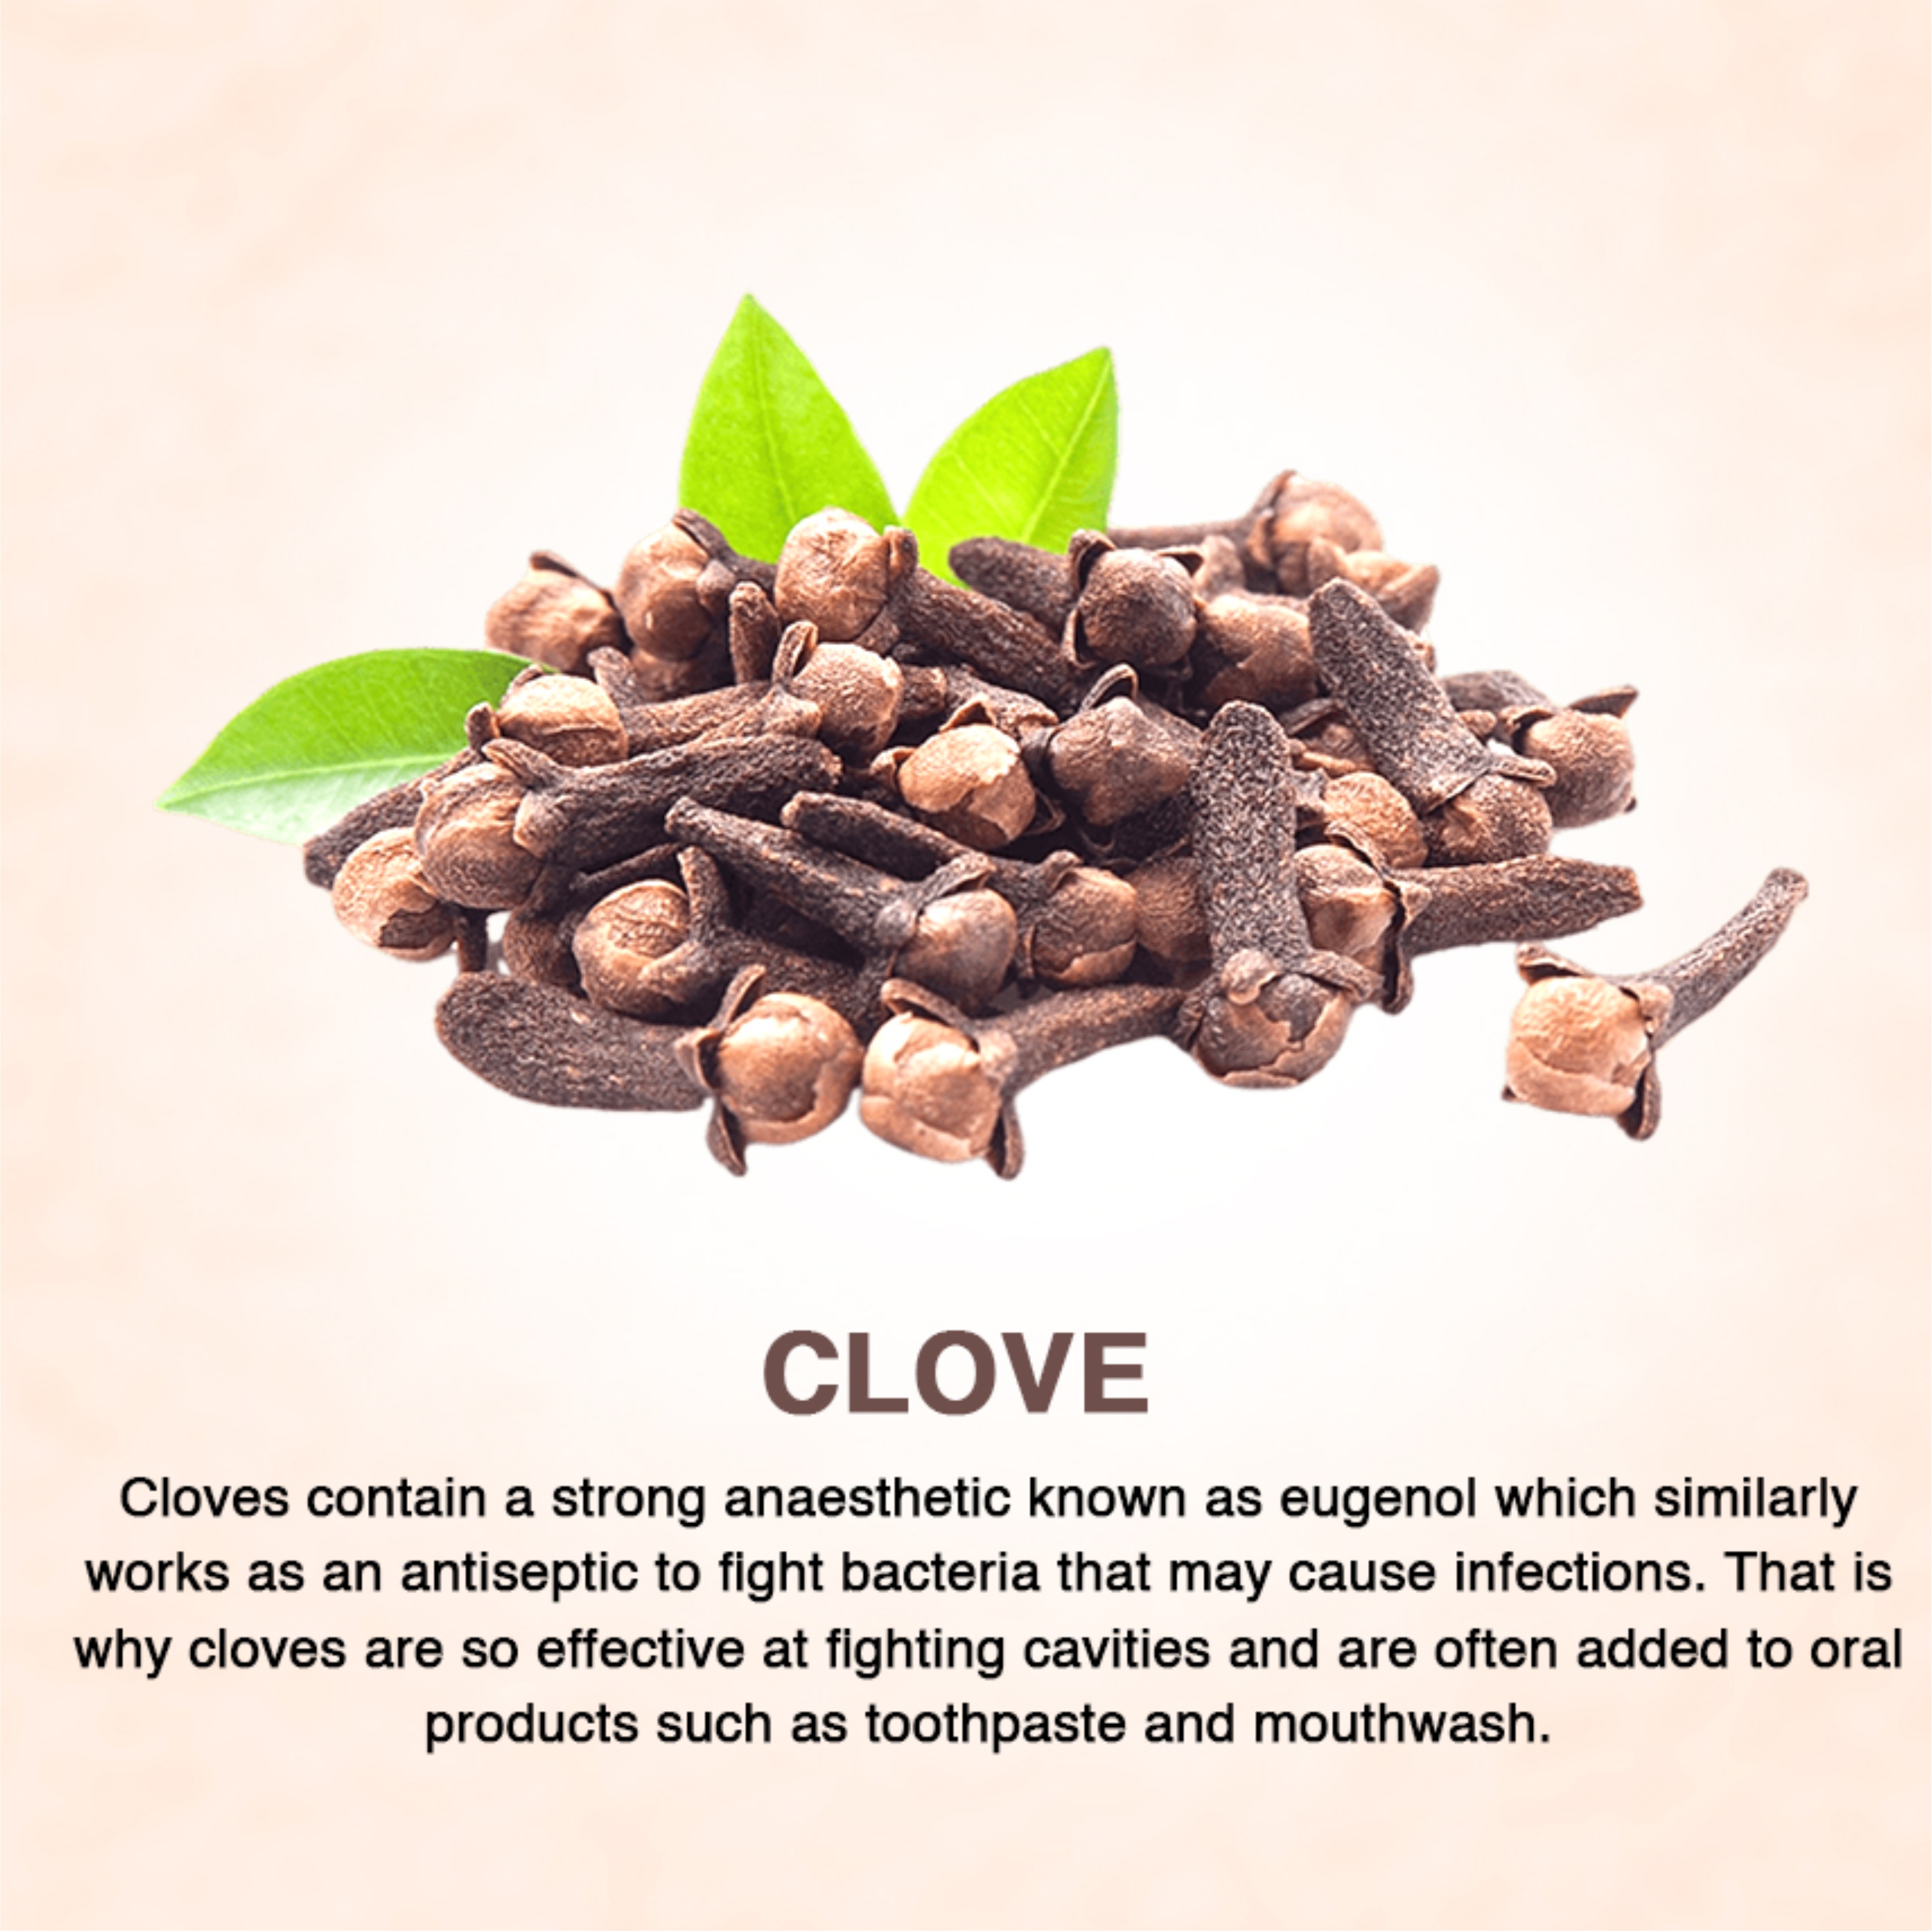 CLOVE
Cloves contain a strong anaesthetic known as eugenol which similarly
works as an antiseptic to fight bacteria that may cause infections. That is
why cloves are so effective at fighting cavities and are often added to oral
products such as toothpaste and mouthwash.